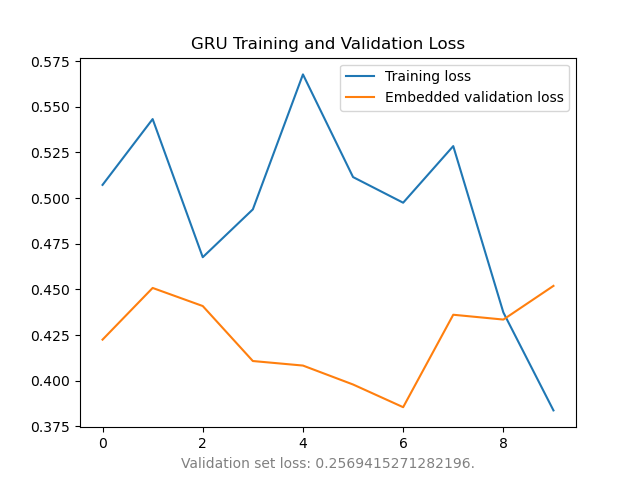 GRU Training and Validation Loss
Training loss
Embedded validation loss
0.575
0.550
0.525
0.500
0.475
0.450
0.425
0.400
0.375
0 2 4 6 8
Validation set loss: 0.2569415271282196.